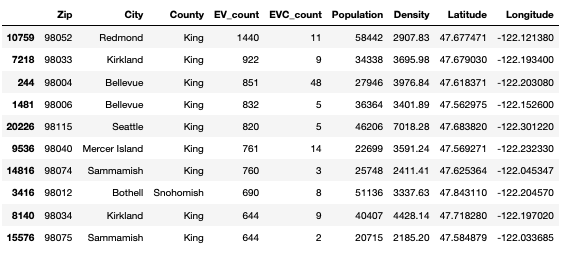 Zip City County EV_count EVC_count Population Density Latitude Longitude
10759 98052 Redmond King 1440 11 58442 2907.83 47.677471 -122.121380
7218 98033 Kirkland King 922 9 34338 3695.98 47.679030 -122.193400
244 98004 Bellevue King 851 48 27946 3976.84 47.618371 -122.203080
1481 98006 Bellevue King 832 5 36364 3401.89 47.562975 -122.152600
20226 98115 Seattle King 820 5 46206 7018.28 47.683820 -122.301220
9536 98040 Mercer Island King 761 14 22699 3591.24 47.569271 -122.232330
14816 98074 Sammamish King 760 3 25748 2411.41 47.625364 -122.045347
3416 98012 Bothell Snohomish 690 8 51136 3337.63 47.843110 -122.204570
8140 98034 Kirkland King 644 9 40407 4428.14 47.718280 -122.197020
15576 98075 Sammamish King 644 2 20715 2185.20 47.584879 -122.033685